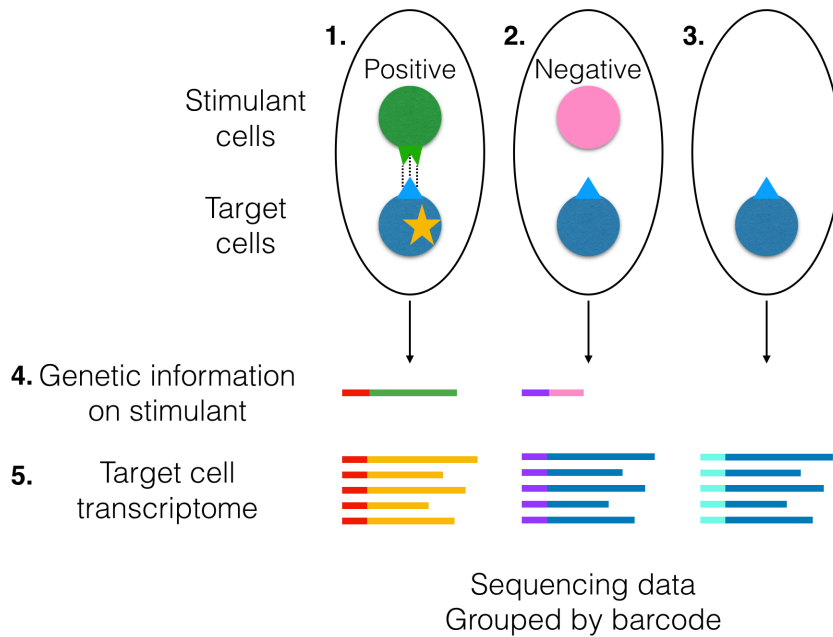 1.
2.
3.
Positive
Negative
Stimulant
cells
Target
cells
4. Genetic information
on stimulant
5. Target cell
transcriptome
Sequencing data
Grouped by barcode